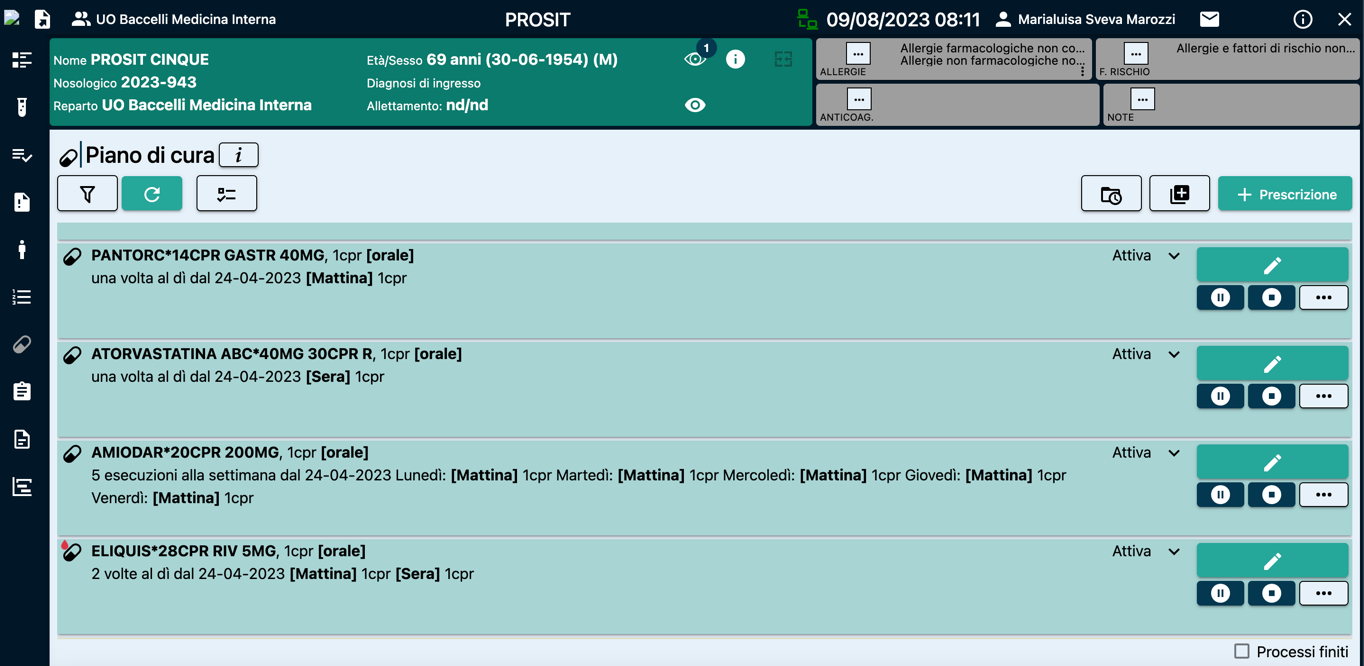 UO Baccelli Medicina Interna
PROSIT
09/08/2023 08:11
Marialuisa Sveva Marozzi
Nome PROSIT CINQUE
Nosologico 2023-943
Reparto UO Baccelli Medicina Interna
Età/Sesso 69 anni (30-06-1954) (M)
Diagnosi di ingresso
Allettamento: nd/nd
1
Allergie farmacologiche non co...
Allergie non farmacologiche no...
ALLERGIE
Allergie e fattori di rischio non...
F. RISCHIO
ANTICOAG.
NOTE
Piano di cura
i
+ Prescrizione
PANTORC*14CPR GASTR 40MG, 1cpr [orale]
una volta al dì dal 24-04-2023 [Mattina] 1cpr
Attiva
ATORVASTATINA ABC*40MG 30CPR R, 1cpr [orale]
una volta al dì dal 24-04-2023 [Sera] 1cpr
Attiva
AMIODAR*20CPR 200MG, 1cpr [orale]
5 esecuzioni alla settimana dal 24-04-2023 Lunedì: [Mattina] 1cpr Martedì: [Mattina] 1cpr Mercoledì: [Mattina] 1cpr Giovedì: [Mattina] 1cpr
Venerdì: [Mattina] 1cpr
Attiva
ELIQUIS*28CPR RIV 5MG, 1cpr [orale]
2 volte al dì dal 24-04-2023 [Mattina] 1cpr [Sera] 1cpr
Attiva
Processi finiti